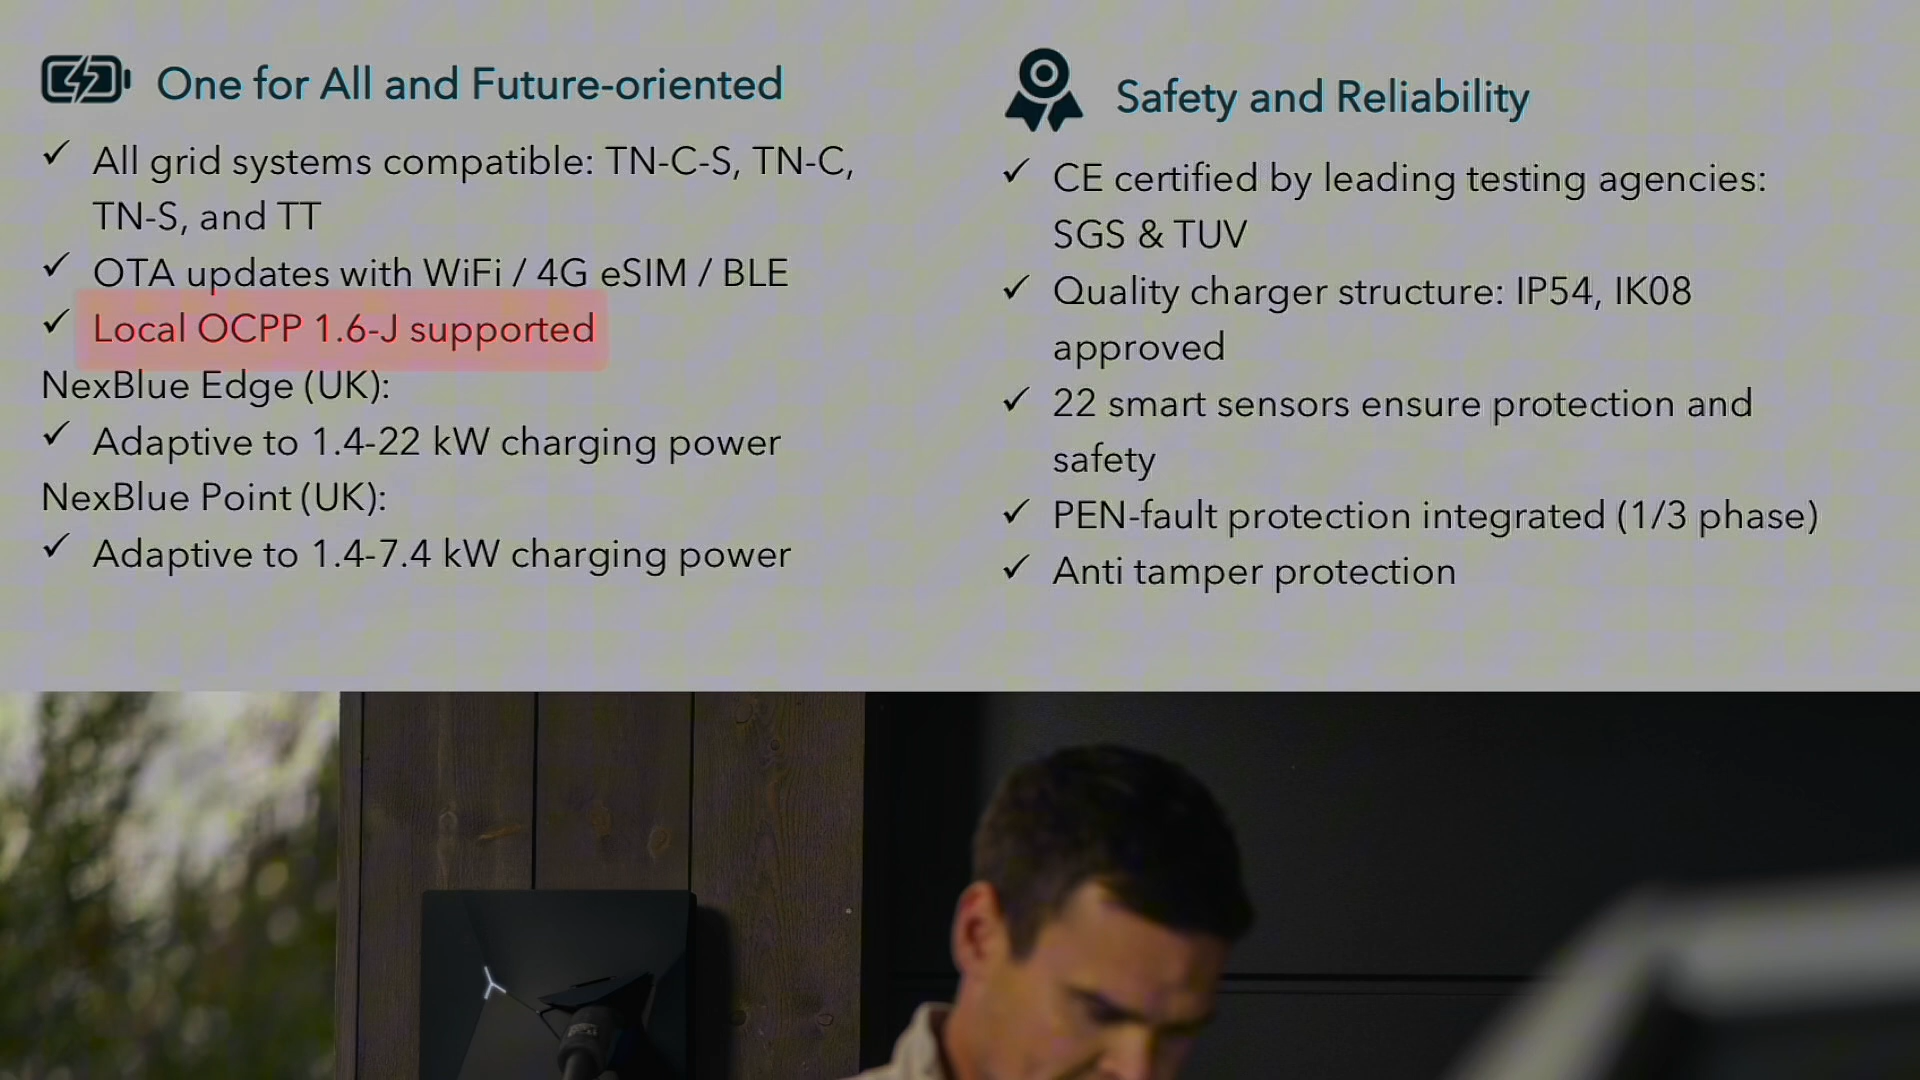 One for All and Future-oriented
All grid systems compatible: TN-C-S, TN-C,
TN-S, and TT
OTA updates with WiFi / 4G eSIM / BLE
Local OCPP 1.6-J supported
NexBlue Edge (UK):
Adaptive to 1.4-22 kW charging power
NexBlue Point (UK):
Adaptive to 1.4-7.4 kW charging power
Safety and Reliability
CE certified by leading testing agencies:
SGS & TUV
Quality charger structure: IP54, IK08
approved
22 smart sensors ensure protection and
safety
PEN-fault protection integrated (1/3 phase)
Anti tamper protection